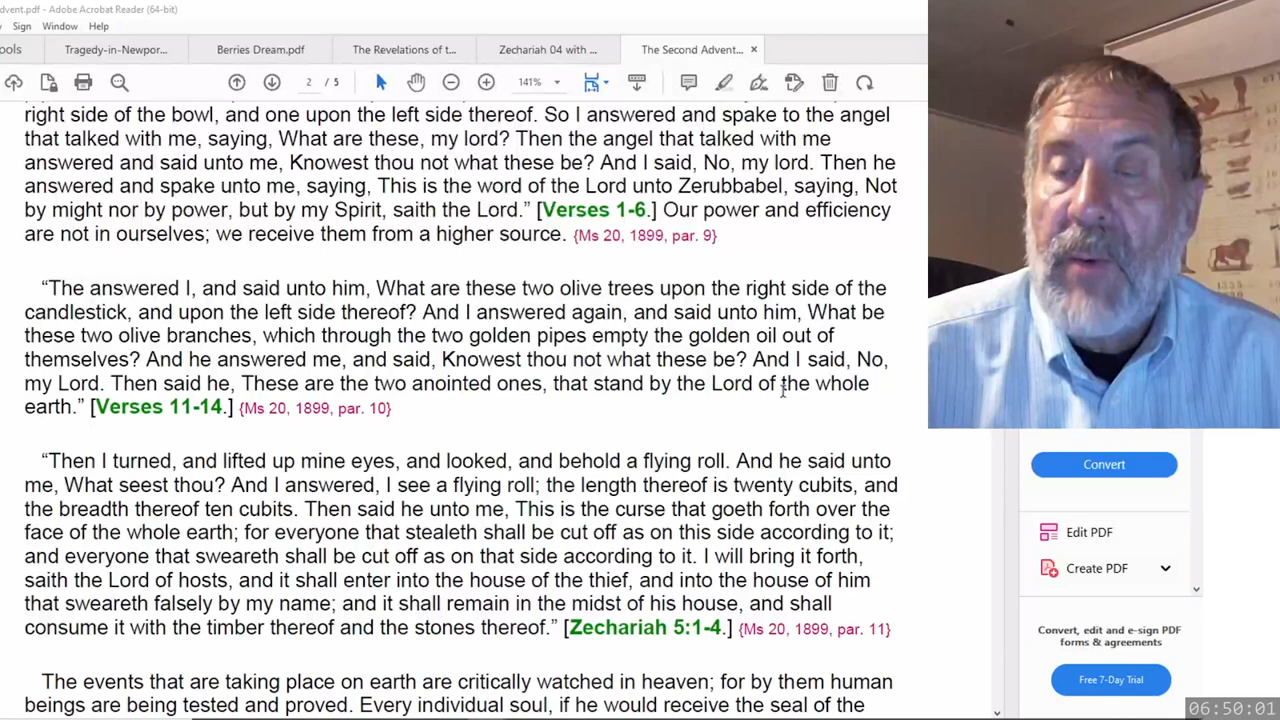 dvent.pdf - Adobe Acrobat Reader (64-bit)
Sign Window Help
ools Tragedy-in-Newpor... Berries Dream.pdf The Revelations of t... Zechariah 04 with ... The Second Advent... ×
2 / 5 141%
right side of the bowl, and one upon the left side thereof. So I answered and spake to the angel
that talked with me, saying, What are these, my lord? Then the angel that talked with me
answered and said unto me, Knowest thou not what these be? And I said, No, my lord. Then he
answered and spake unto me, saying, This is the word of the Lord unto Zerubbabel, saying, Not
by might nor by power, but by my Spirit, saith the Lord.” [Verses 1-6.] Our power and efficiency
are not in ourselves; we receive them from a higher source. {Ms 20, 1899, par. 9}
“The answered I, and said unto him, What are these two olive trees upon the right side of the
candlestick, and upon the left side thereof? And I answered again, and said unto him, What be
these two olive branches, which through the two golden pipes empty the golden oil out of
themselves? And he answered me, and said, Knowest thou not what these be? And I said, No,
my Lord. Then said he, These are the two anointed ones, that stand by the Lord of the whole
earth.” [Verses 11-14.] {Ms 20, 1899, par. 10}
“Then I turned, and lifted up mine eyes, and looked, and behold a flying roll. And he said unto
me, What seest thou? And I answered, I see a flying roll; the length thereof is twenty cubits, and
the breadth thereof ten cubits. Then said he unto me, This is the curse that goeth forth over the
face of the whole earth; for everyone that stealeth shall be cut off as on this side according to it;
and everyone that sweareth shall be cut off as on that side according to it. I will bring it forth,
saith the Lord of hosts, and it shall enter into the house of the thief, and into the house of him
that sweareth falsely by my name; and it shall remain in the midst of his house, and shall
consume it with the timber thereof and the stones thereof.” [Zechariah 5:1-4.] {Ms 20, 1899, par. 11}
The events that are taking place on earth are critically watched in heaven; for by them human
beings are being tested and proved. Every individual soul, if he would receive the seal of the
Convert
Edit PDF
Create PDF
Convert, edit and e-sign PDF
forms & agreements
Free 7-Day Trial
06:50:01